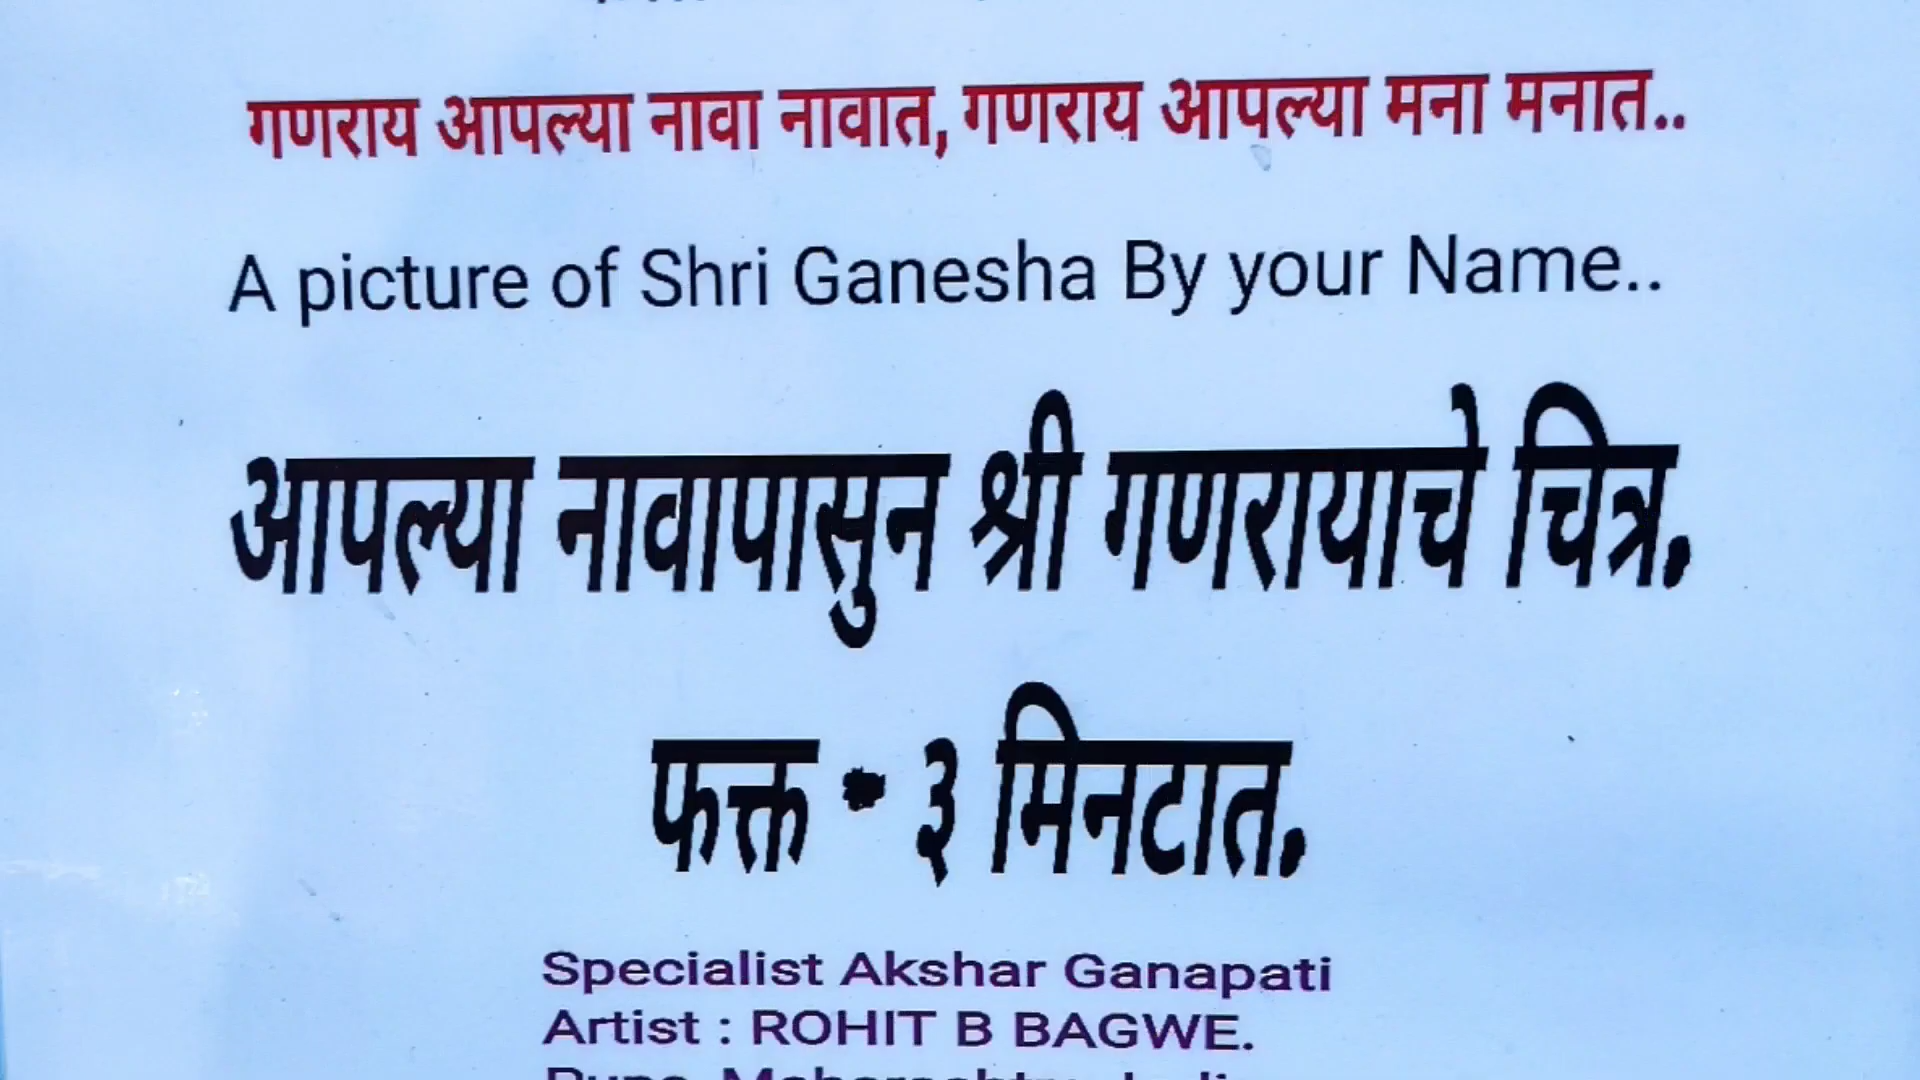 गणराय आपल्या नावा नावात, गणराय आपल्या मना मनात..
A picture of Shri Ganesha By your Name..
आपल्या नावापासुन श्री गणरायाचे चित्र.
फक्त - ३ मिनटात.
Specialist Akshar Ganapati
Artist : ROHIT B BAGWE.